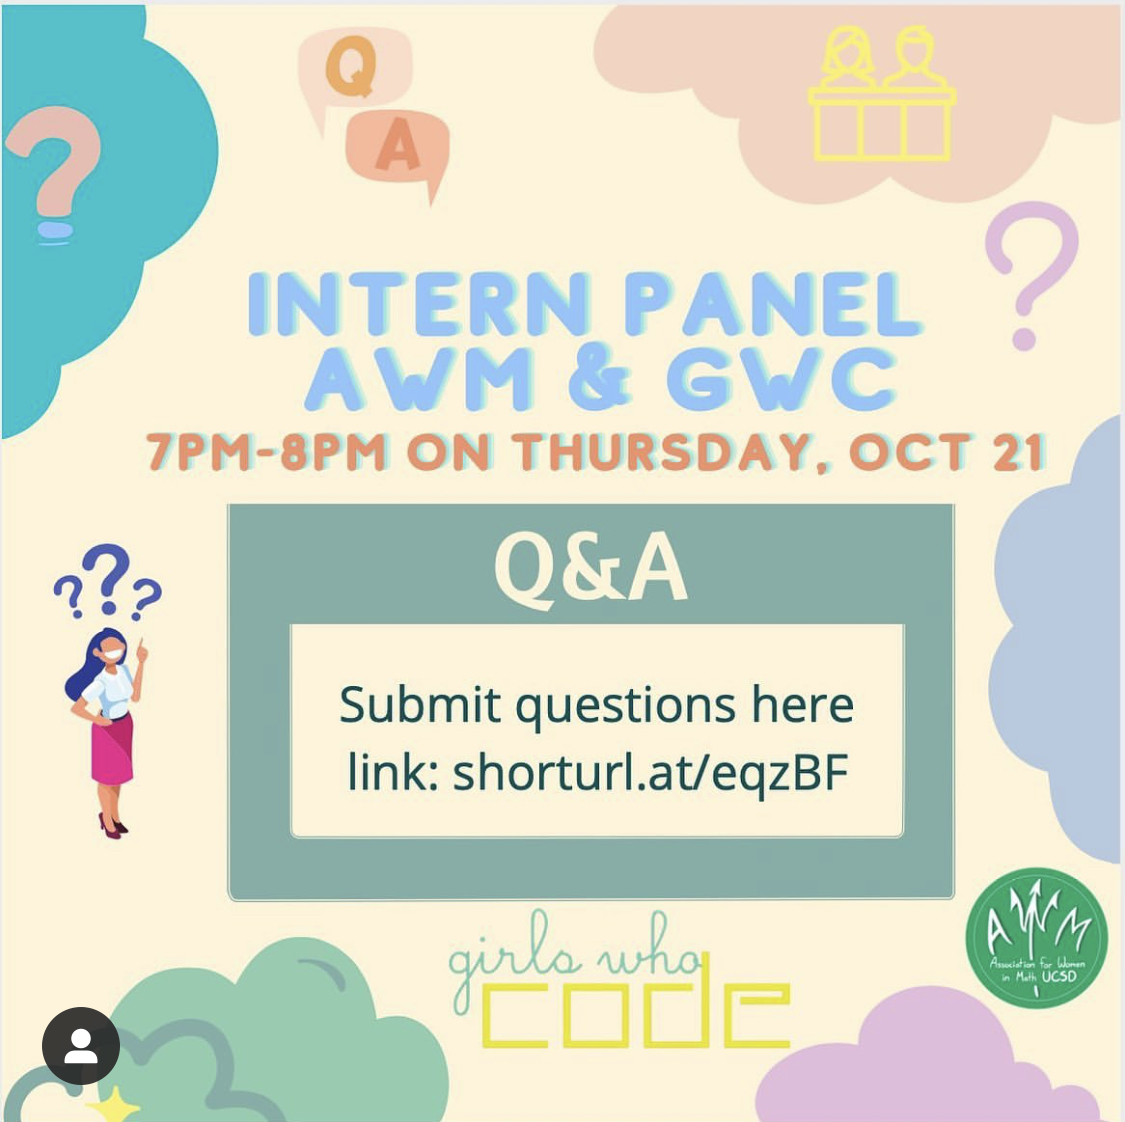 Q
A
INTERN PANEL
AWM & GWC
7PM-8PM ON THURSDAY, OCT 21
Q&A
Submit questions here
link: shorturl.at/eqzBF
girls who
code
AWM
Association for Women
in Math UCSD